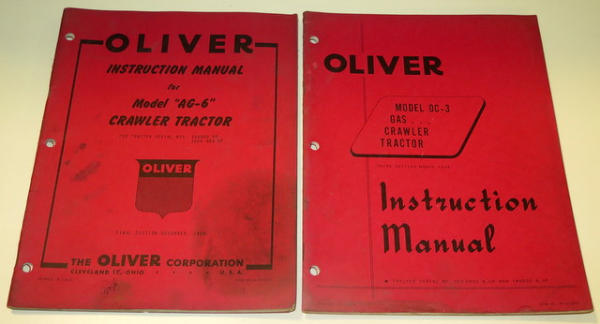 OLIVER
INSTRUCTION MANUAL
for
Model "AG-6"
CRAWLER TRACTOR
OLIVER
THE OLIVER CORPORATION
CLEVELAND 17, OHIO U.S.A.
OLIVER
MODEL OC-3
GAS...
CRAWLER
TRACTOR
Instruction
Manual